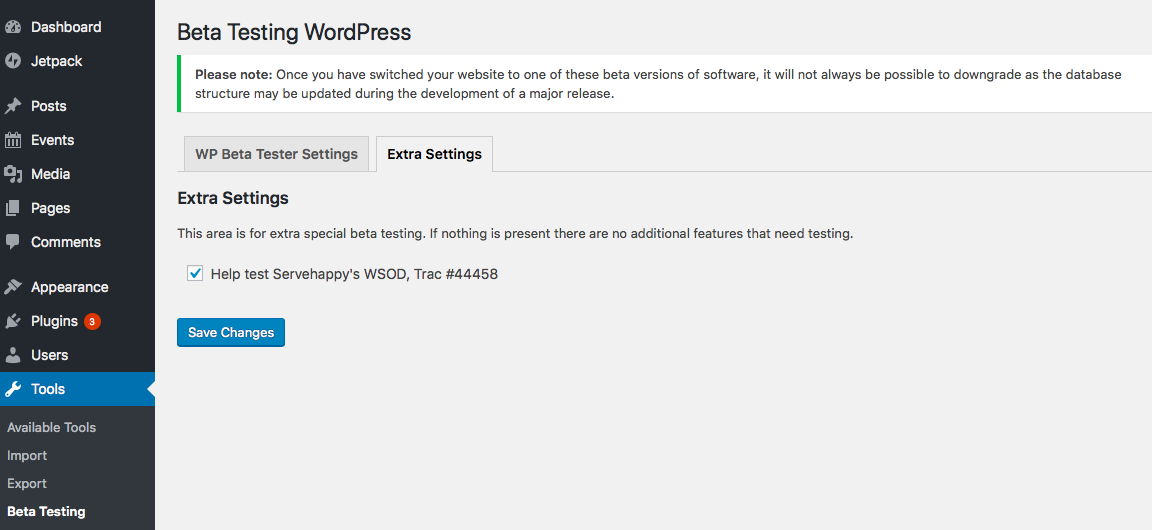 Dashboard
Jetpack
Posts
Events
Media
Pages
Comments
Appearance
Plugins 3
Users
Tools
Available Tools
Import
Export
Beta Testing
Beta Testing WordPress
Please note: Once you have switched your website to one of these beta versions of software, it will not always be possible to downgrade as the database
structure may be updated during the development of a major release.
WP Beta Tester Settings
Extra Settings
Extra Settings
This area is for extra special beta testing. If nothing is present there are no additional features that need testing.
Help test Servehappy's WSOD, Trac #44458
Save Changes